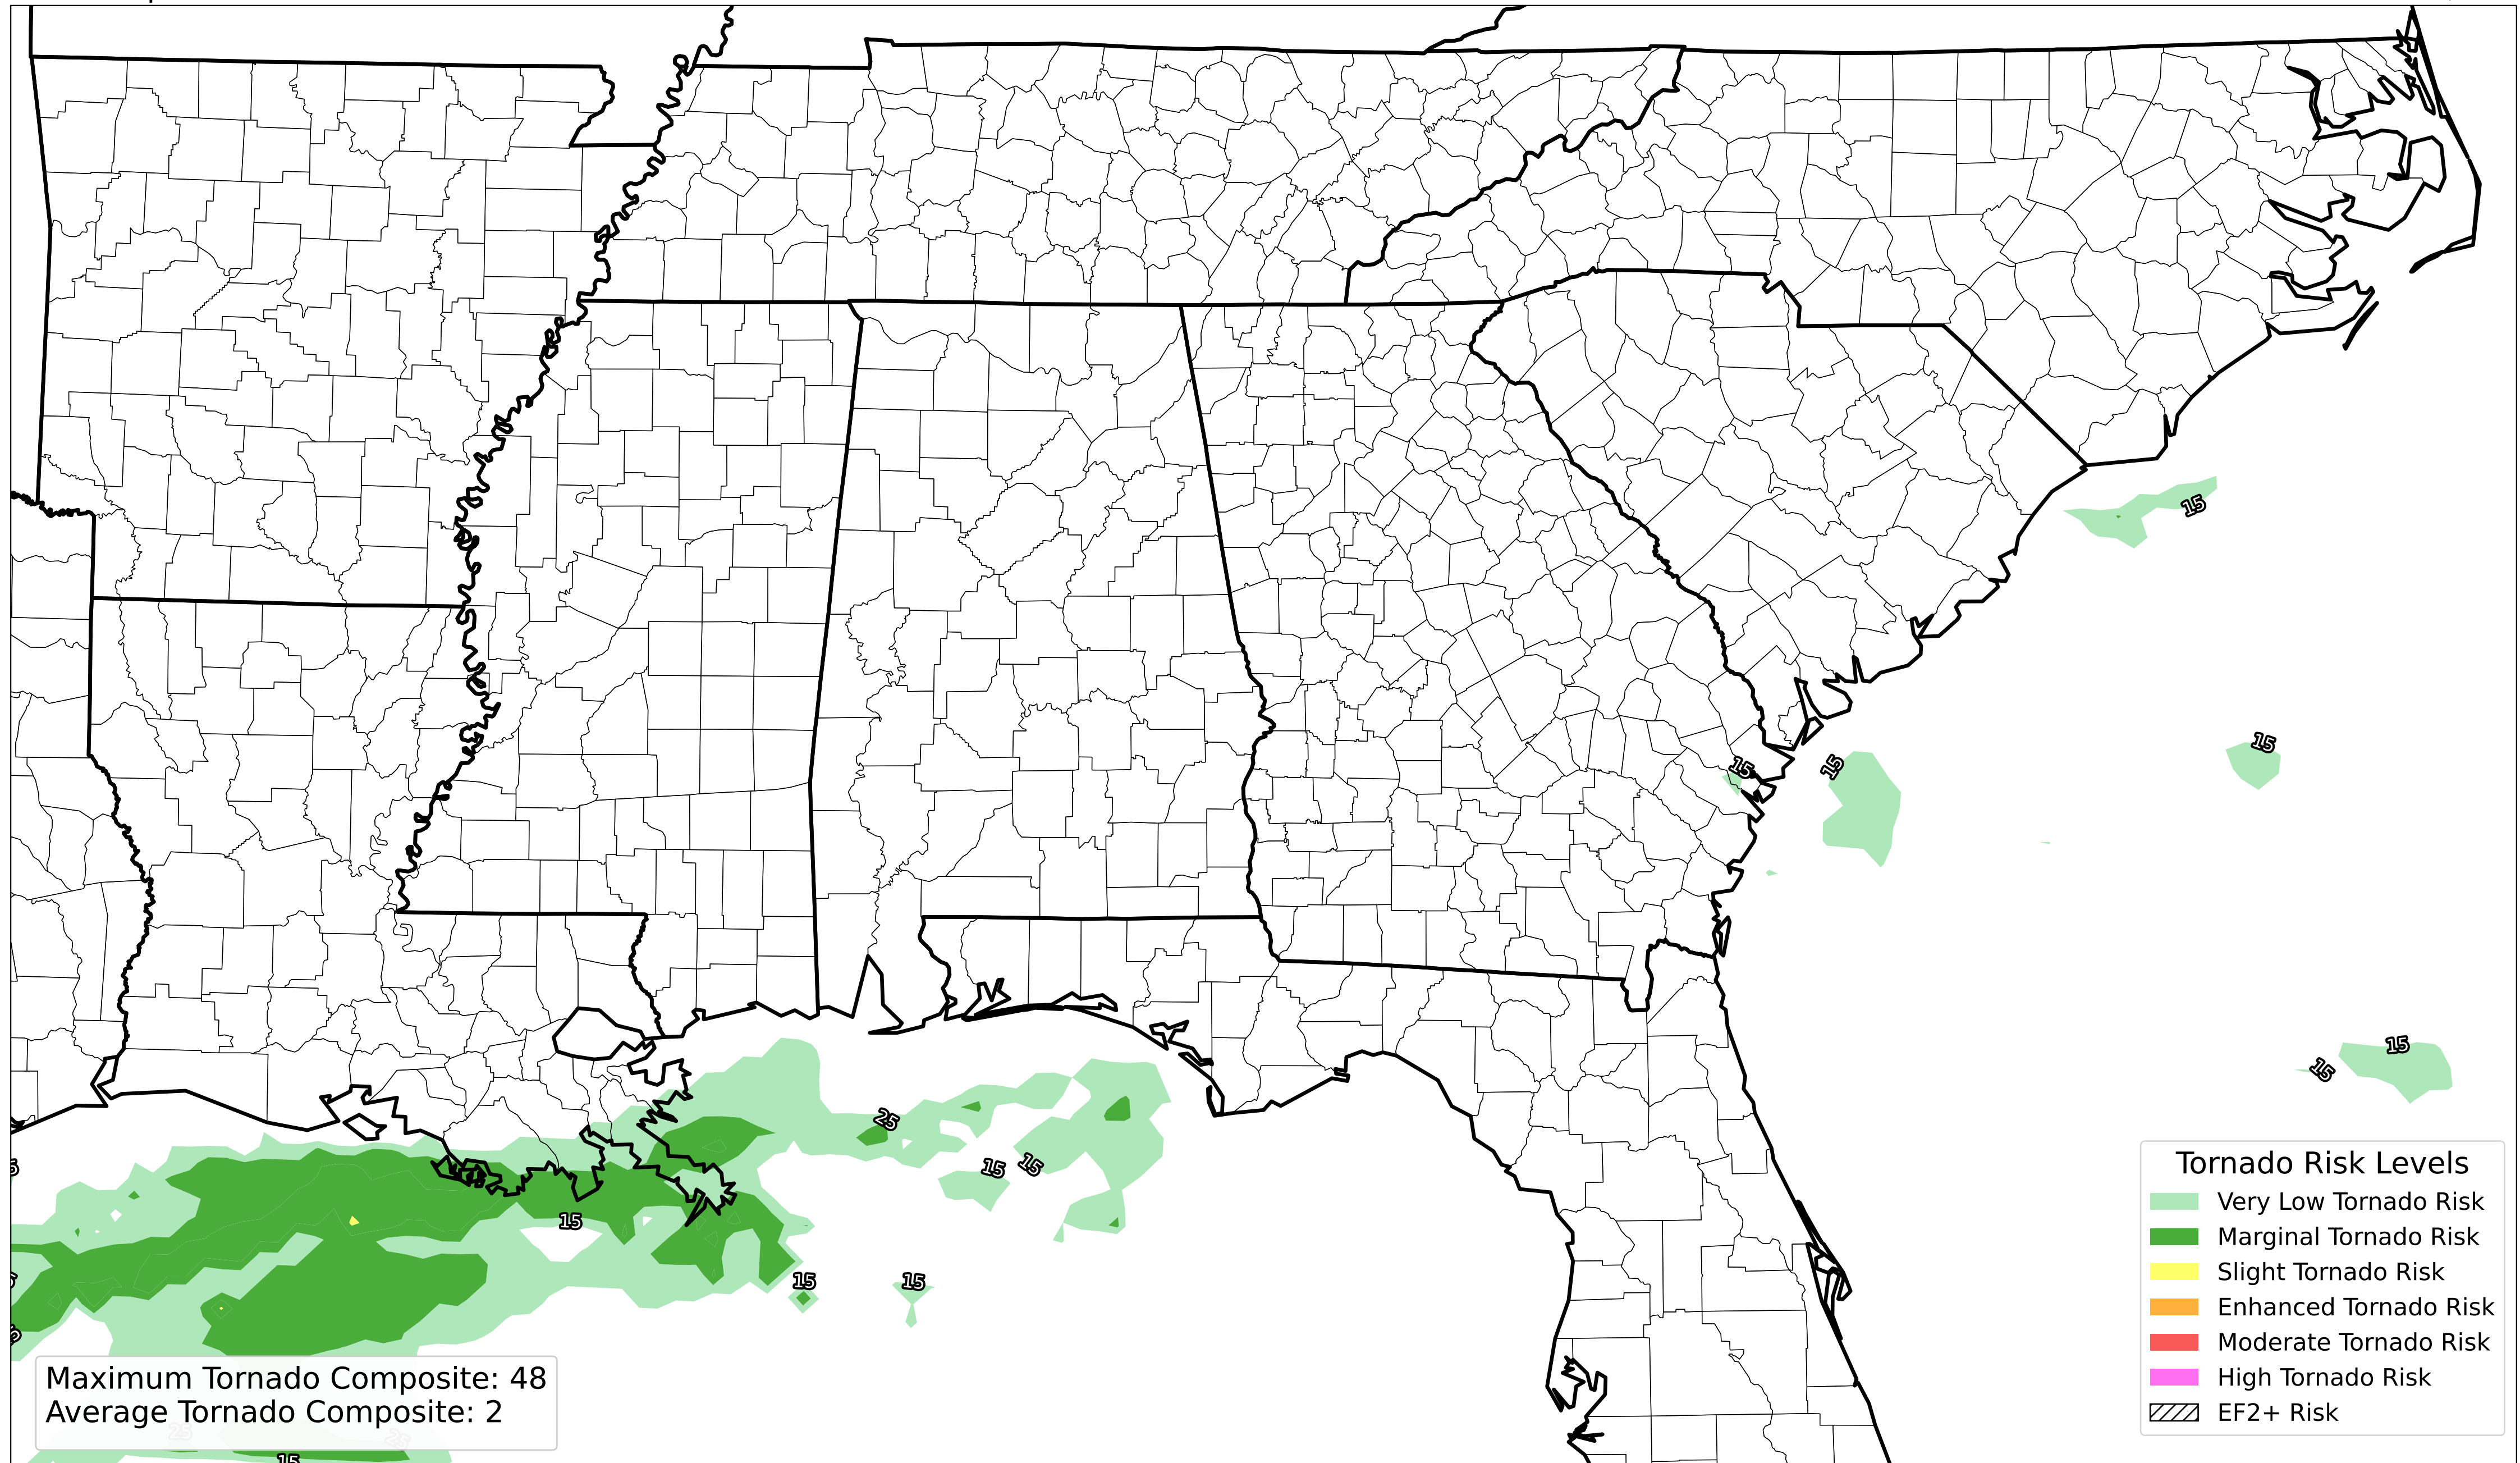 15
15
15
15
15
15
25
15
15
15
15
15
Tornado Risk Levels
Very Low Tornado Risk
Marginal Tornado Risk
Slight Tornado Risk
Enhanced Tornado Risk
Moderate Tornado Risk
High Tornado Risk
EF2+ Risk
Maximum Tornado Composite: 48
Average Tornado Composite: 2
25
25
15